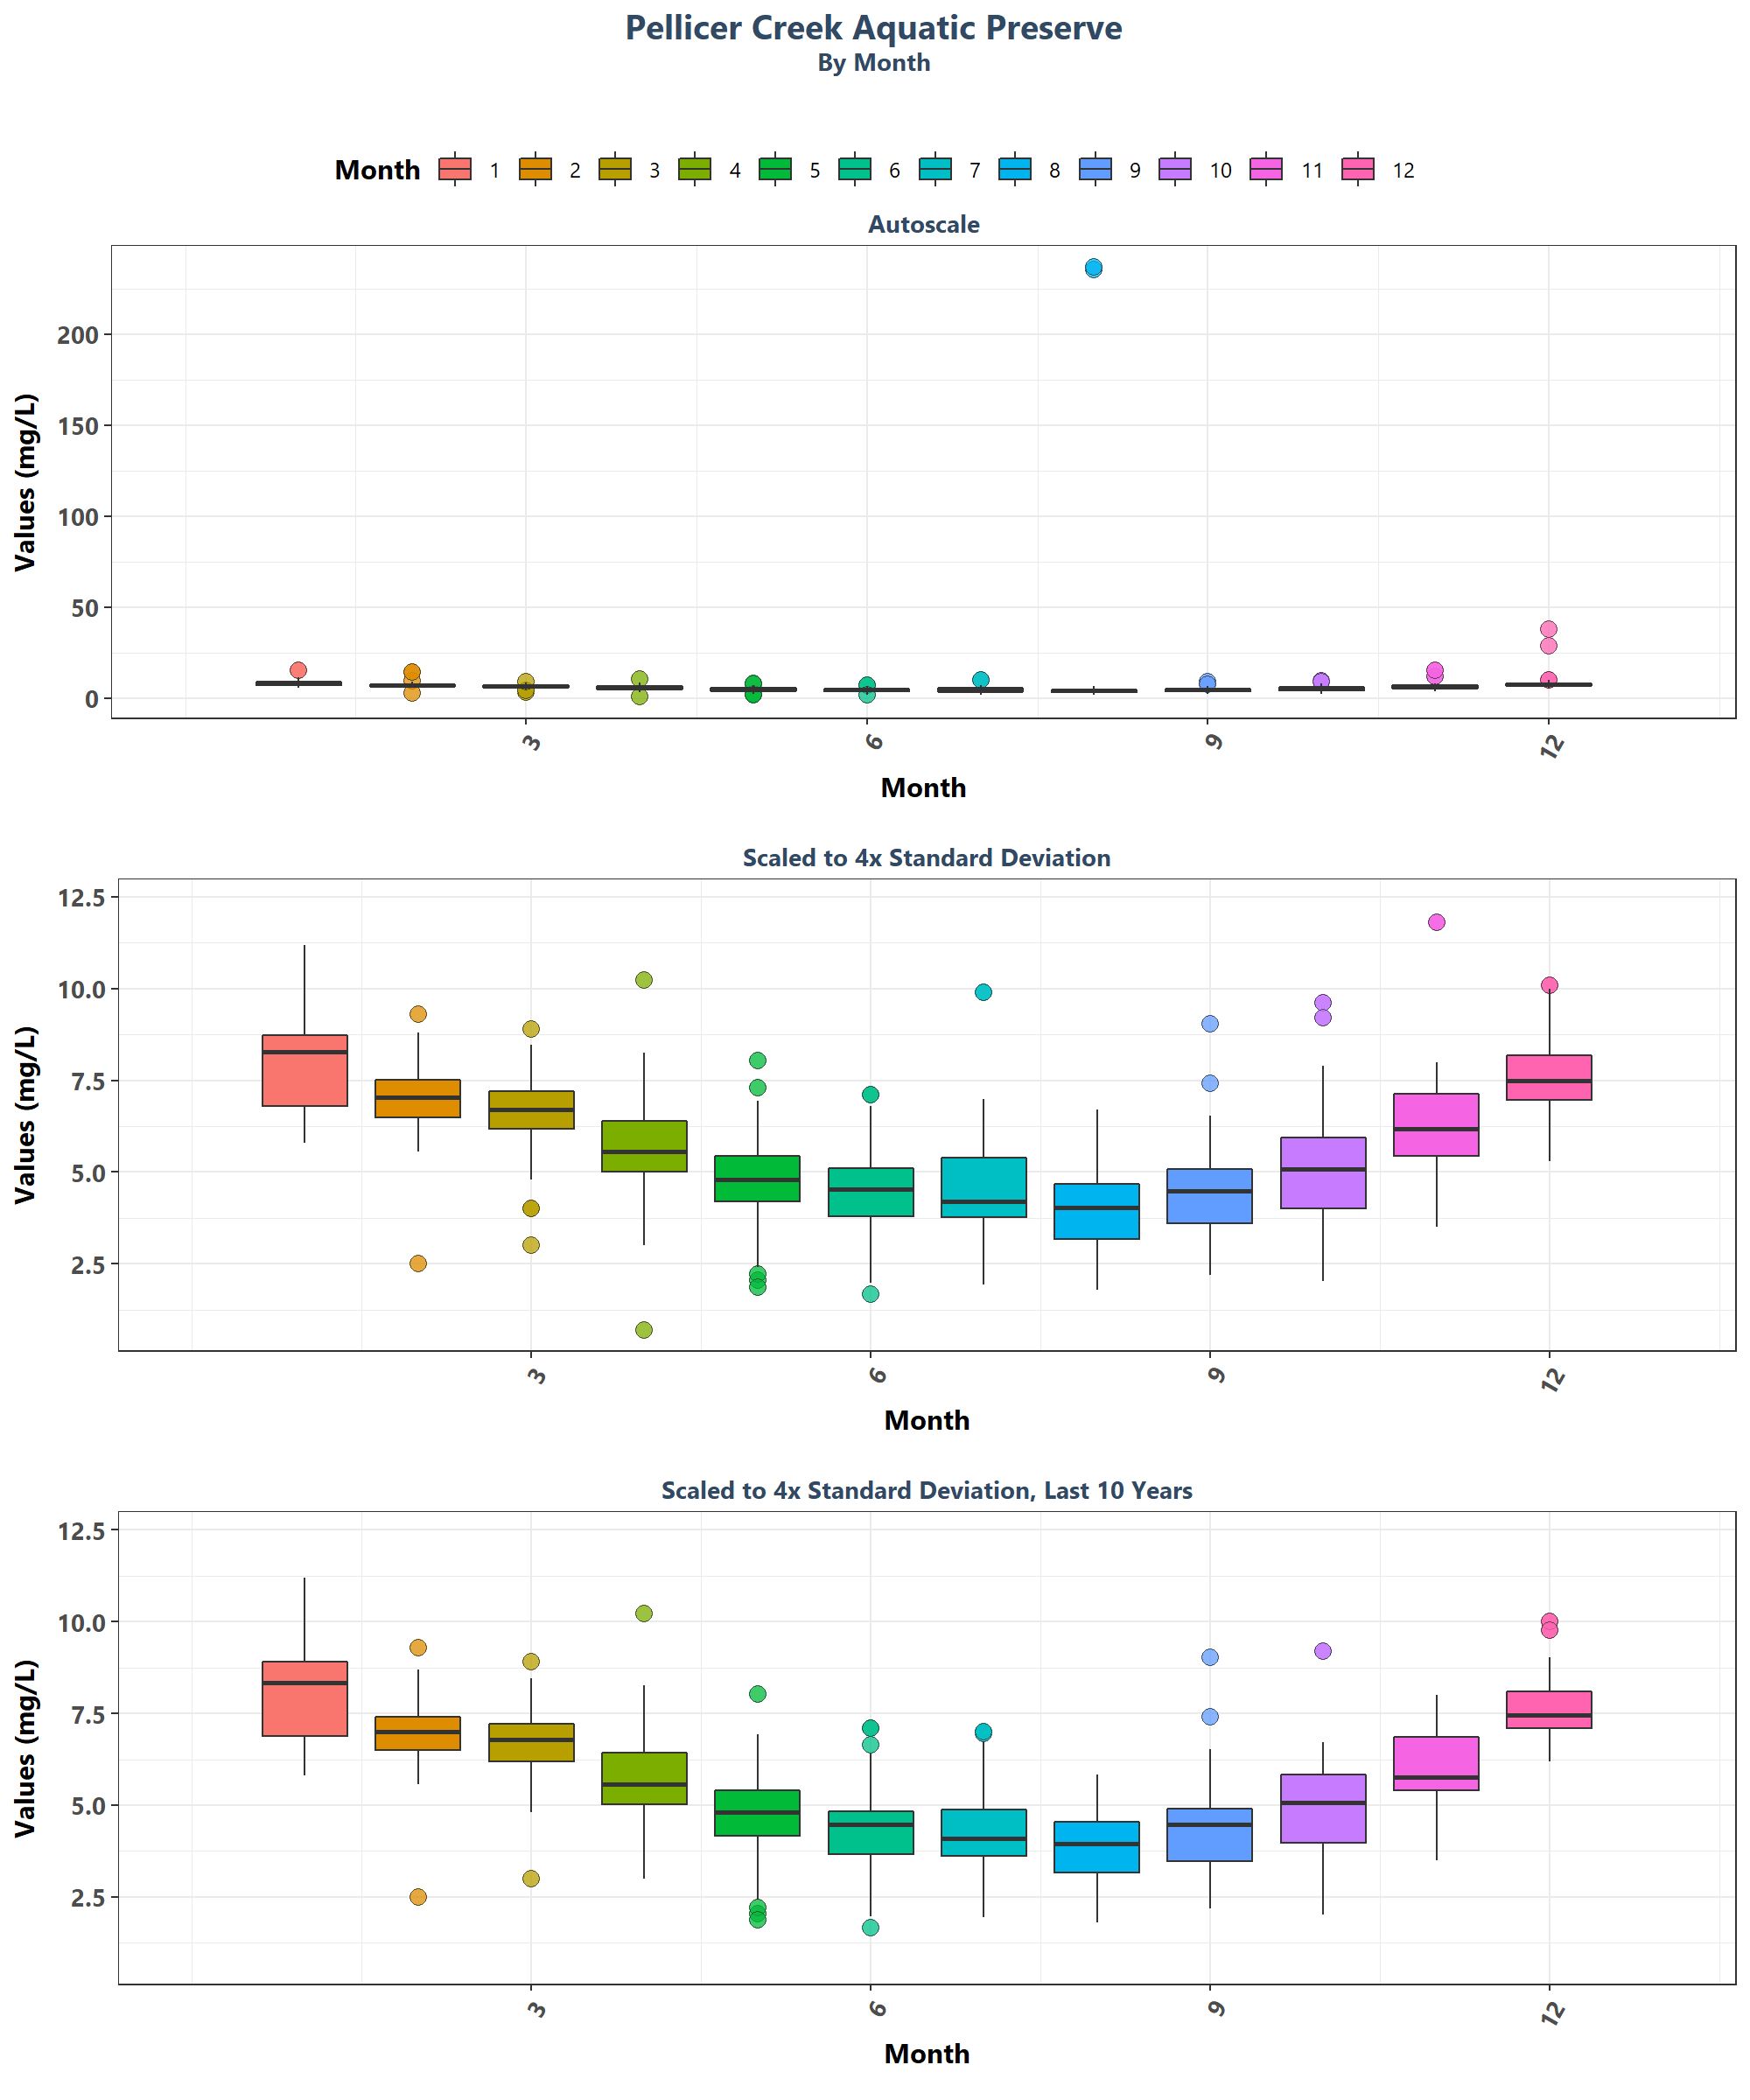 Pellicer Creek Aquatic Preserve
By Month
Month 1 2 3 4 5 6 7 8 9 10 11 12
Autoscale
Values (mg/L)
200
150
100
50
0
3 6 9 12
Month
Scaled to 4x Standard Deviation
Values (mg/L)
12.5
10.0
7.5
5.0
2.5
3 6 9 12
Month
Scaled to 4x Standard Deviation, Last 10 Years
Values (mg/L)
12.5
10.0
7.5
5.0
2.5
3 6 9 12
Month